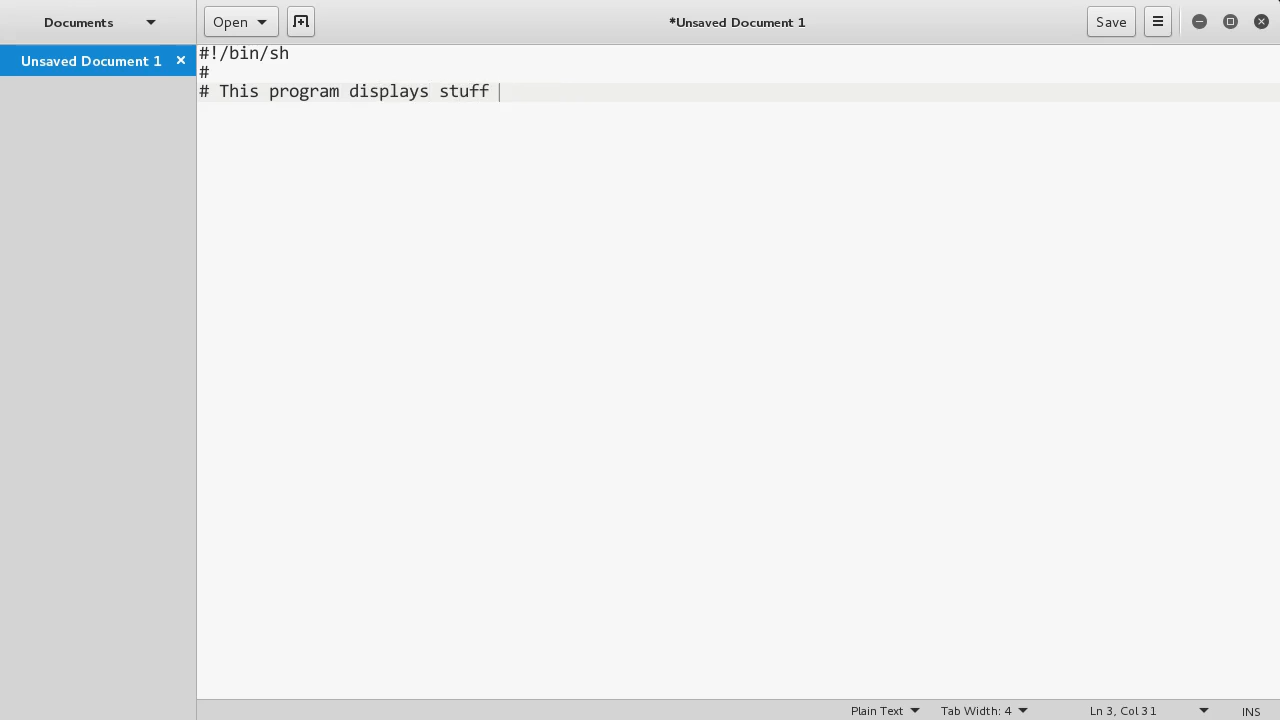 Documents Open *Unsaved Document 1 Save
Unsaved Document 1
#!/bin/sh
#
# This program displays stuff
Plain Text Tab Width: 4 Ln 3, Col 31 INS